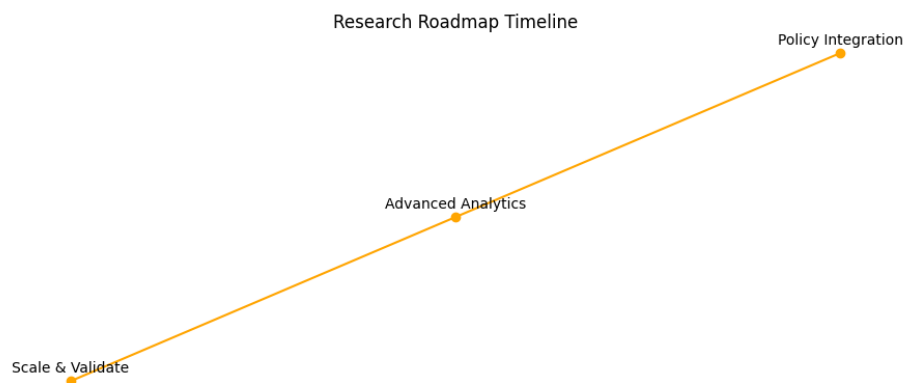 Research Roadmap Timeline
Policy Integration
Advanced Analytics
Scale & Validate